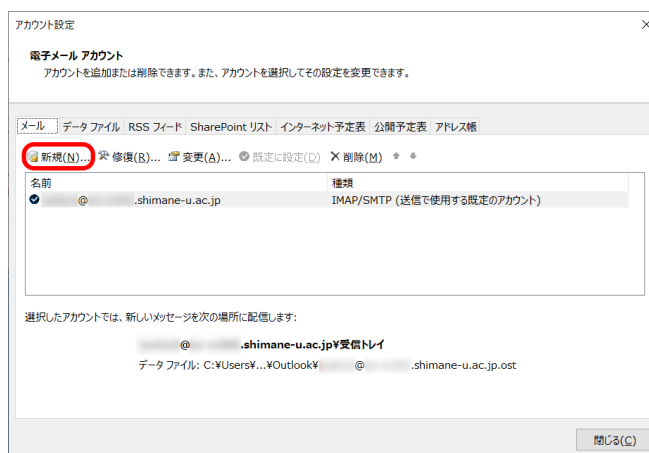 アカウント設定
電子メール アカウント
アカウントを追加または削除できます。また、アカウントを選択してその設定を変更できます。
メール データ ファイル RSS フィード SharePoint リスト インターネット予定表 公開予定表 アドレス帳
新規(N)... 修復(R)... 変更(A)... 既定に設定(D) 削除(M)
名前 種類
@ .shimane-u.ac.jp IMAP/SMTP (送信で使用する既定のアカウント)
選択したアカウントでは、新しいメッセージを次の場所に配信します:
@ .shimane-u.ac.jp¥受信トレイ
データ ファイル: C:¥Users¥...¥Outlook¥ @ .shimane-u.ac.jp.ost
閉じる(C)